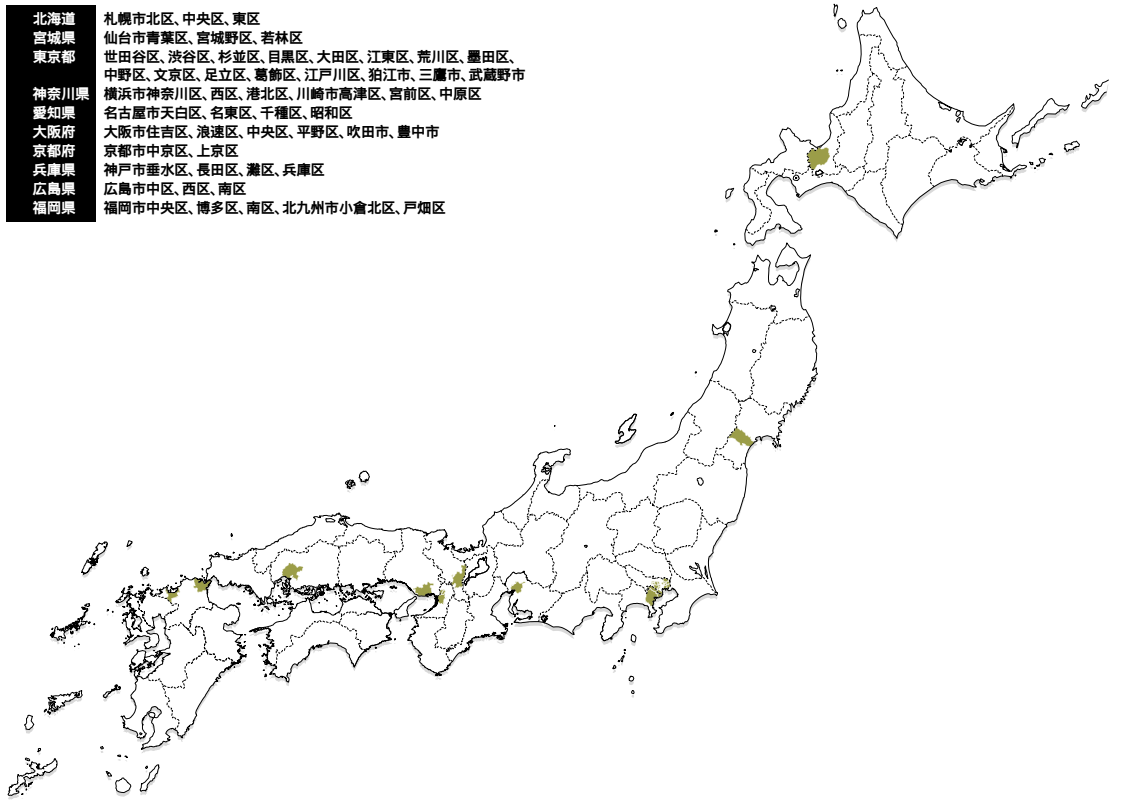 北海道 札幌市北区、中央区、東区
宮城県 仙台市青葉区、宮城野区、若林区
東京都 世田谷区、渋谷区、杉並区、目黒区、大田区、江東区、荒川区、墨田区、
中野区、文京区、足立区、葛飾区、江戸川区、狛江市、三鷹市、武蔵野市
神奈川県 横浜市神奈川区、西区、港北区、川崎市高津区、宮前区、中原区
愛知県 名古屋市天白区、名東区、千種区、昭和区
大阪府 大阪市住吉区、浪速区、中央区、平野区、吹田市、豊中市
京都府 京都市中京区、上京区
兵庫県 神戸市垂水区、長田区、灘区、兵庫区
広島県 広島市中区、西区、南区
福岡県 福岡市中央区、博多区、南区、北九州市小倉北区、戸畑区